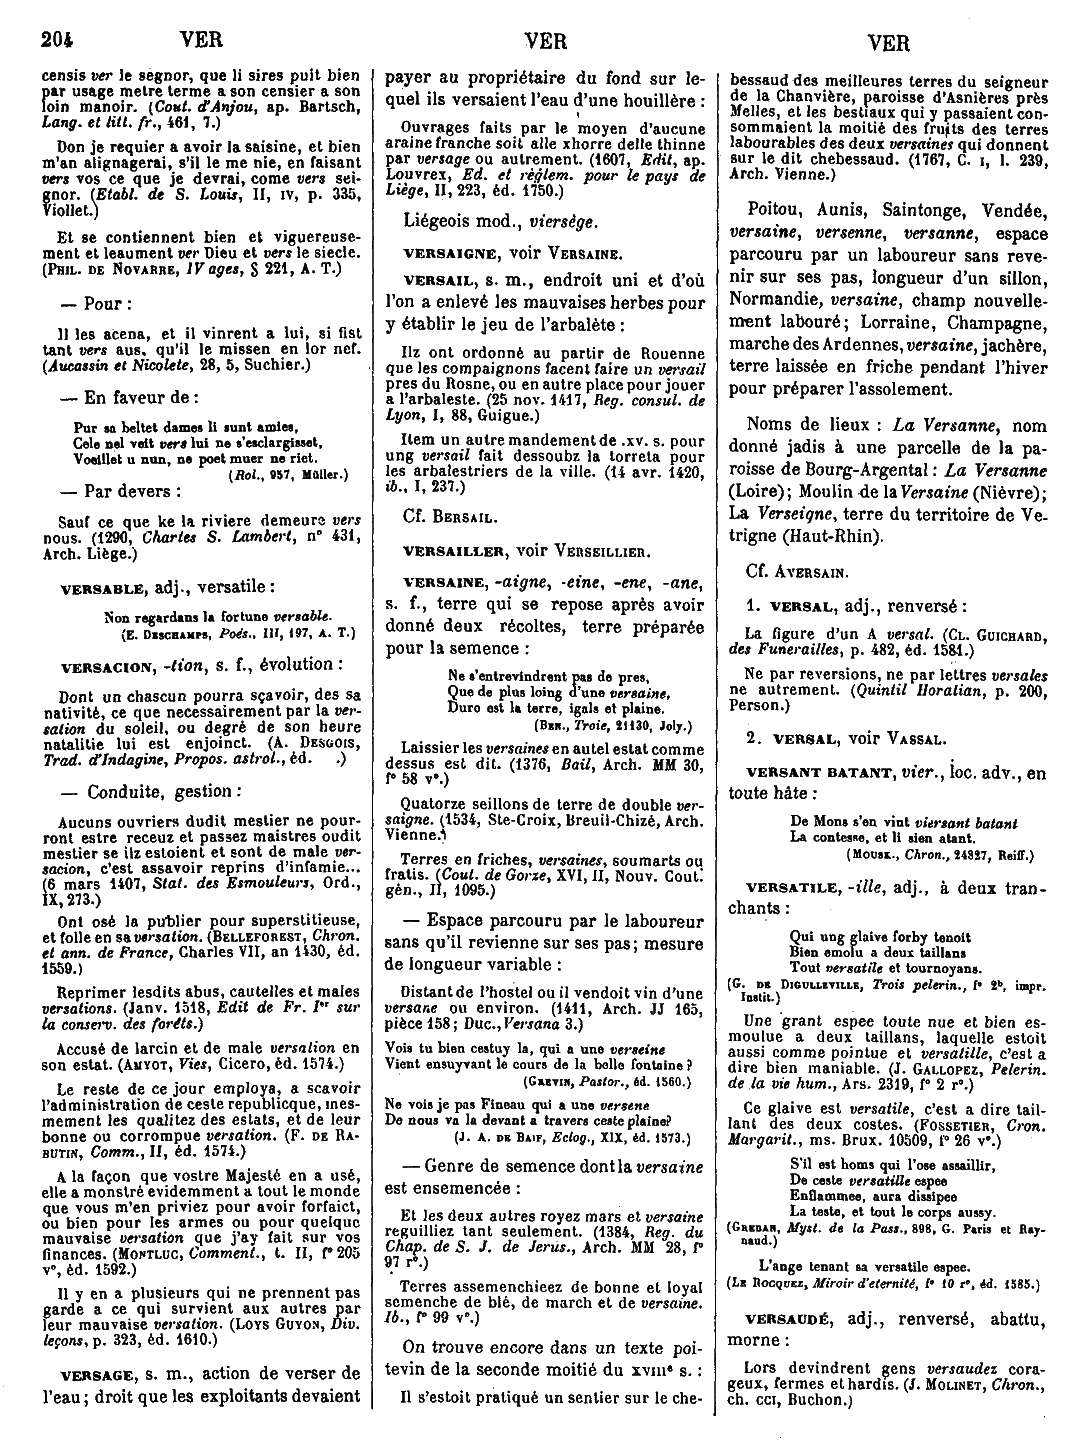 204 VER VER VER
censis ver le segnor, que li sires puit bien
par usage metre terme a son censier a son
loin manoir. (Cout. d'Anjou, ap. Bartsch,
Lang. et litt. fr., 461, 7.)
Don je requier a avoir la saisine, et bien
m'an alignagerai, s'il le me nie, en faisant
vers vos ce que je devrai, come vers sei-
gnor. (Etabl. de S. Louis, II, IV, p. 335,
Viollet.)
Et se contiennent bien et viguereuse-
ment et leaument ver Dieu et vers le siecle.
(PHIL. DE NOVARRE, IV ages, § 221, A. T.)
— Pour :
Il les acena, et il vinrent a lui, si fist
tant vers aus, qu'il le missen en lor nef.
(Aucassin et Nicolete, 28, 5, Suchier.)
— En faveur de :
Pur sa beltet dames li sunt amies,
Cele nel veit vers lui ne s'esclargisset,
Voeillet u nun, ne poet muer ne riet.
(Rol., 957, Müller.)
— Par devers :
Sauf ce que ke la riviere demeure vers
nous. (1290, Chartes S. Lambert, n° 431,
Arch. Liège.)
VERSABLE, adj., versatile :
Non regardans la fortune versable.
(E. DESCHAMPS, Poés., III, 197, A. T.)
VERSACION, -tion, s. f., évolution :
Dont un chascun pourra sçavoir, des sa
nativité, ce que necessairement par la ver-
sation du soleil, ou degré de son heure
natalitie lui est enjoinct. (A. DESGOIS,
Trad. d'Indagine, Propos. astrol., éd. .)
— Conduite, gestion :
Aucuns ouvriers dudit mestier ne pour-
ront estre receuz et passez maistres oudit
mestier se ilz estoient et sont de male ver-
sacion, c'est assavoir reprins d'infamie...
(6 mars 1407, Stat. des Esmouleurs, Ord.,
IX, 273.)
Ont osé la publier pour superstitieuse,
et folle en sa versation. (BELLEFOREST, Chron.
et ann. de France, Charles VII, an 1430, éd.
1559.)
Reprimer lesdits abus, cautelles et males
versations. (Janv. 1518, Edit de Fr. Ier sur
la conserv. des forêts.)
Accusé de larcin et de male versation en
son estat. (AMYOT, Vies, Cicero, éd. 1574.)
Le reste de ce jour employa, a scavoir
l'administration de ceste republicque, mes-
mement les qualitez des estats, et de leur
bonne ou corrompue versation. (F. DE RA-
BUTIN, Comm., II, éd. 1574.)
A la façon que vostre Majesté en a usé,
elle a monstré evidemment a tout le monde
que vous m'en priviez pour avoir forfaict,
ou bien pour les armes ou pour quelque
mauvaise versation que j'ay fait sur vos
finances. (MONTLUC, Comment., t. II, f° 205
v°, éd. 1592.)
Il y en a plusieurs qui ne prennent pas
garde a ce qui survient aux autres par
leur mauvaise versation. (LOYS GUYON, Div.
leçons, p. 323, éd. 1610.)
VERSAGE, s. m., action de verser de
l'eau ; droit que les exploitants devaient
payer au propriétaire du fond sur le-
quel ils versaient l'eau d'une houillère :
Ouvrages faits par le moyen d'aucune
araine franche soit alle xhorre delle thinne
par versage ou autrement. (1607, Edit, ap.
Louvrex, Ed. et règlem. pour le pays de
Liège, II, 223, éd. 1750.)
Liégeois mod., viersège.
VERSAIGNE, voir VERSAINE.
VERSAIL, s. m., endroit uni et d'où
l'on a enlevé les mauvaises herbes pour
y établir le jeu de l'arbalète :
Ilz ont ordonné au partir de Rouenne
que les compaignons facent faire un versail
pres du Rosne, ou en autre place pour jouer
a l'arbaleste. (25 nov. 1417, Reg. consul. de
Lyon, I, 88, Guigue.)
Item un autre mandement de .xv. s. pour
ung versail fait dessoubz la torreta pour
les arbalestriers de la ville. (14 avr. 1420,
ib., I, 237.)
Cf. BERSAIL.
VERSAILLER, voir VERSEILLIER.
VERSAINE, -aigne, -eine, -ene, -ane,
s. f., terre qui se repose après avoir
donné deux récoltes, terre préparée
pour la semence :
Ne s'entrevindrent pas de pres,
Que de plus loing d'une versaine,
Duro est la terre, igals et plaine.
(BEN., Troie, 21130, Joly.)
Laissier les versaines en autel estat comme
dessus est dit. (1376, Bail, Arch. MM 30,
f° 58 v°.)
Quatorze seillons de terre de double ver-
saigne. (1534, Ste-Croix, Breuil-Chizé, Arch.
Vienne.)
Terres en friches, versaines, soumarts ou
fratis. (Cout. de Gorze, XVI, II, Nouv. Cout.
gén., II, 1095.)
— Espace parcouru par le laboureur
sans qu'il revienne sur ses pas ; mesure
de longueur variable :
Distant de l'hostel ou il vendoit vin d'une
versane ou environ. (1411, Arch. JJ 165,
pièce 158 ; Duc., Versana 3.)
Vois tu bien cestuy la, qui a une verseine
Vient ensuyvant le cours de la belle fontaine ?
(GREVIN, Pastor., éd. 1560.)
Ne vois je pas Fineau qui a une versene
De nous va la devant a travers ceste plaine?
(J. A. DE BAIF, Eclog., XIX, éd. 1573.)
— Genre de semence dont la versaine
est ensemencée :
Et les deux autres royez mars et versaine
reguilliez tant seulement. (1384, Reg. du
Chap. de S. J. de Jerus., Arch. MM 28, f°
97 r°.)
Terres assemenchieez de bonne et loyal
semenche de blé, de march et de versaine.
Ib., f° 99 v°.)
On trouve encore dans un texte poi-
tevin de la seconde moitié du XVIIIe s. :
Il s'estoit pratiqué un sentier sur le che-
bessaud des meilleures terres du seigneur
de la Chanvière, paroisse d'Asnières près
Melles, et les bestiaux qui y passaient con-
sommaient la moitié des fruits des terres
labourables des deux versaines qui donnent
sur le dit chebessaud. (1767, C. I, l. 239,
Arch. Vienne.)
Poitou, Aunis, Saintonge, Vendée,
versaine, versenne, versanne, espace
parcouru par un laboureur sans reve-
nir sur ses pas, longueur d'un sillon,
Normandie, versaine, champ nouvelle-
ment labouré ; Lorraine, Champagne,
marche des Ardennes, versaine, jachère,
terre laissée en friche pendant l'hiver
pour préparer l'assolement.
Noms de lieux : La Versanne, nom
donné jadis à une parcelle de la pa-
roisse de Bourg-Argental : La Versanne
(Loire) ; Moulin de la Versaine (Nièvre) ;
La Verseigne, terre du territoire de Ve-
trigne (Haut-Rhin).
Cf. AVERSAIN.
1. VERSAL, adj., renversé :
La figure d'un A versal. (CL. GUICHARD,
des Funerailles, p. 482, éd. 1581.)
Ne par reversions, ne par lettres versales
ne autrement. (Quintil Horatian, p. 200,
Person.)
2. VERSAL, voir VASSAL.
VERSANT BATANT, vier., loc. adv., en
toute hâte :
De Mons s'en vint viersant batant
La contesse, et li sien atant.
(MOUSK., Chron., 24827, Reiff.)
VERSATILE, -ille, adj., à deux tran-
chants :
Qui ung glaive forby tenoit
Bien emolu a deux taillans
Tout versatile et tournoyans.
(G. DE DIGULLEVILLE, Trois pelerin., f° 2b, impr.
Instit.)
Une grant espee toute nue et bien es-
moulue a deux taillans, laquelle estoit
aussi comme pointue et versatille, c'est a
dire bien maniable. (J. GALLOPEZ, Pelerin.
de la vie hum., Ars. 2319, f° 2 r°.)
Ce glaive est versatile, c'est a dire tail-
lant des deux costes. (FOSSETIER, Cron.
Margarit., ms. Brux. 10509, f° 26 v°.)
S'il est homs qui l'ose assaillir,
De ceste versatille espee
Enflammee, aura dissipee
La teste, et tout le corps aussy.
(GREBAN, Myst. de la Pass., 898, G. Paris et Ray-
naud.)
L'ange tenant sa versatile espee.
(LE ROCQUEZ, Miroir d'eternité, f° 10 r°, éd. 1585.)
VERSAUDÉ, adj., renversé, abattu,
morne :
Lors devindrent gens versaudez cora-
geux, fermes et hardis. (J. MOLINET, Chron.,
ch. CCI, Buchon.)